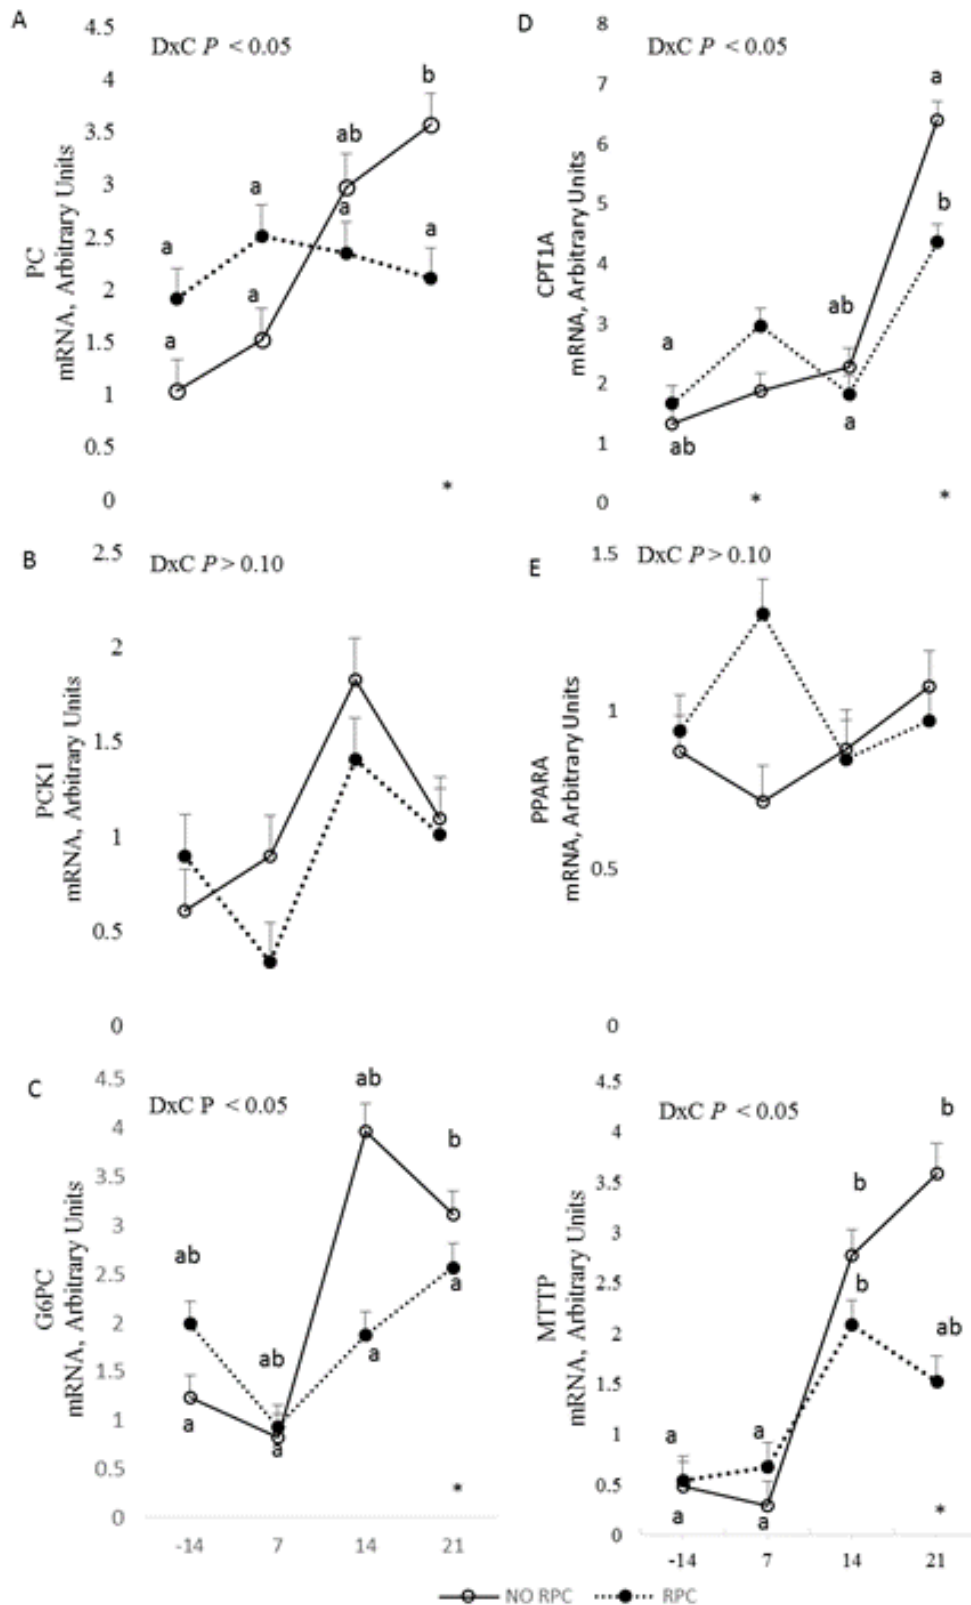 A
4.5
DxC P < 0.05
4
b
3.5
ab
3
a
a
2.5
a
a
2
a
1.5
a
1
0.5
*
0
PC
mRNA, Arbitrary Units
D
8
DxC P < 0.05
7
a
6
5
b
4
ab
3
a
2
a
1
ab
*
*
0
CPT1A
mRNA, Arbitrary Units
B
2.5
DxC P > 0.10
2
1.5
1
0.5
0
PCK1
mRNA, Arbitrary Units
E
1.5
DxC P > 0.10
1
0.5
0
PPARA
mRNA, Arbitrary Units
C
4.5
DxC P < 0.05
ab
4
b
3.5
3
ab
2.5
a
2
ab
a
1.5
1
a
a
0.5
*
0
-14 7 14 21
G6PC
mRNA, Arbitrary Units
4.5
DxC P < 0.05
b
4
3.5
b
3
2.5
b
2
ab
1.5
1
a
a
0.5
a
a
*
0
-14 7 14 21
MTTP
mRNA, Arbitrary Units
NO RPC RPC